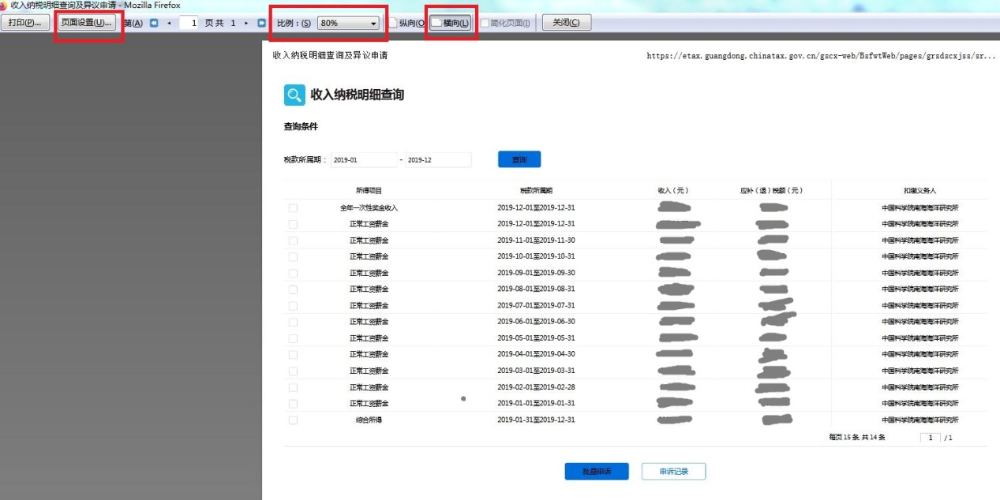 收入纳税明细查询及异议申请 - Mozilla Firefox
打印(P)... 页面设置(U)... 第(A) 1 页 共 1 比例：(S) 80% 纵向(O 横向(L) 简化页面(I) 关闭(C)
收入纳税明细查询及异议申请 https://etax.guangdong.chinatax.gov.cn/gscx-web/BsfwtWeb/pages/grsdscxjss/sr...
收入纳税明细查询
查询条件
税款所属期： 2019-01 - 2019-12 查询
所得项目 税款所属期 收入（元） 应补（退）税额（元） 扣缴义务人
全年一次性奖金收入 2019-12-01至2019-12-31 中国科学院南海海洋研究所
正常工资薪金 2019-12-01至2019-12-31 中国科学院南海海洋研究所
正常工资薪金 2019-11-01至2019-11-30 中国科学院南海海洋研究所
正常工资薪金 2019-10-01至2019-10-31 中国科学院南海海洋研究所
正常工资薪金 2019-09-01至2019-09-30 中国科学院南海海洋研究所
正常工资薪金 2019-08-01至2019-08-31 中国科学院南海海洋研究所
正常工资薪金 2019-07-01至2019-07-31 中国科学院南海海洋研究所
正常工资薪金 2019-06-01至2019-06-30 中国科学院南海海洋研究所
正常工资薪金 2019-05-01至2019-05-31 中国科学院南海海洋研究所
正常工资薪金 2019-04-01至2019-04-30 中国科学院南海海洋研究所
正常工资薪金 2019-03-01至2019-03-31 中国科学院南海海洋研究所
正常工资薪金 2019-02-01至2019-02-28 中国科学院南海海洋研究所
正常工资薪金 2019-01-01至2019-01-31 中国科学院南海海洋研究所
综合所得 2019-01-31至2019-12-31 中国科学院南海海洋研究所
每页 15 条, 共 14 条 1 / 1
批量申诉 申诉记录